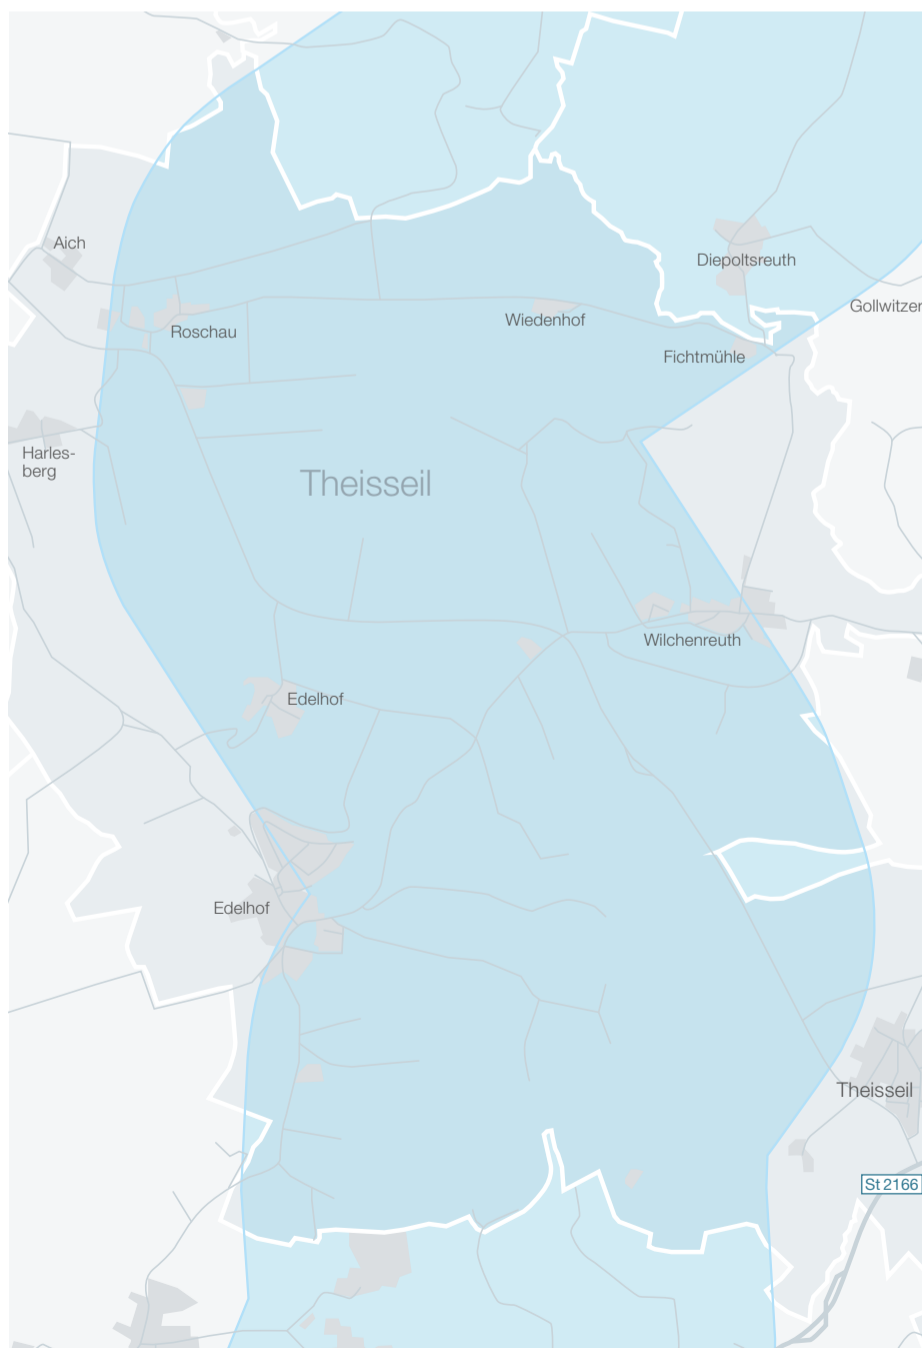 Aich
Diepoltsreuth
Gollwitzer
Roschau
Wiedenhof
Fichtmühle
Harles-
berg
Theisseil
Wilchenreuth
Edelhof
Edelhof
Theisseil
St 2166